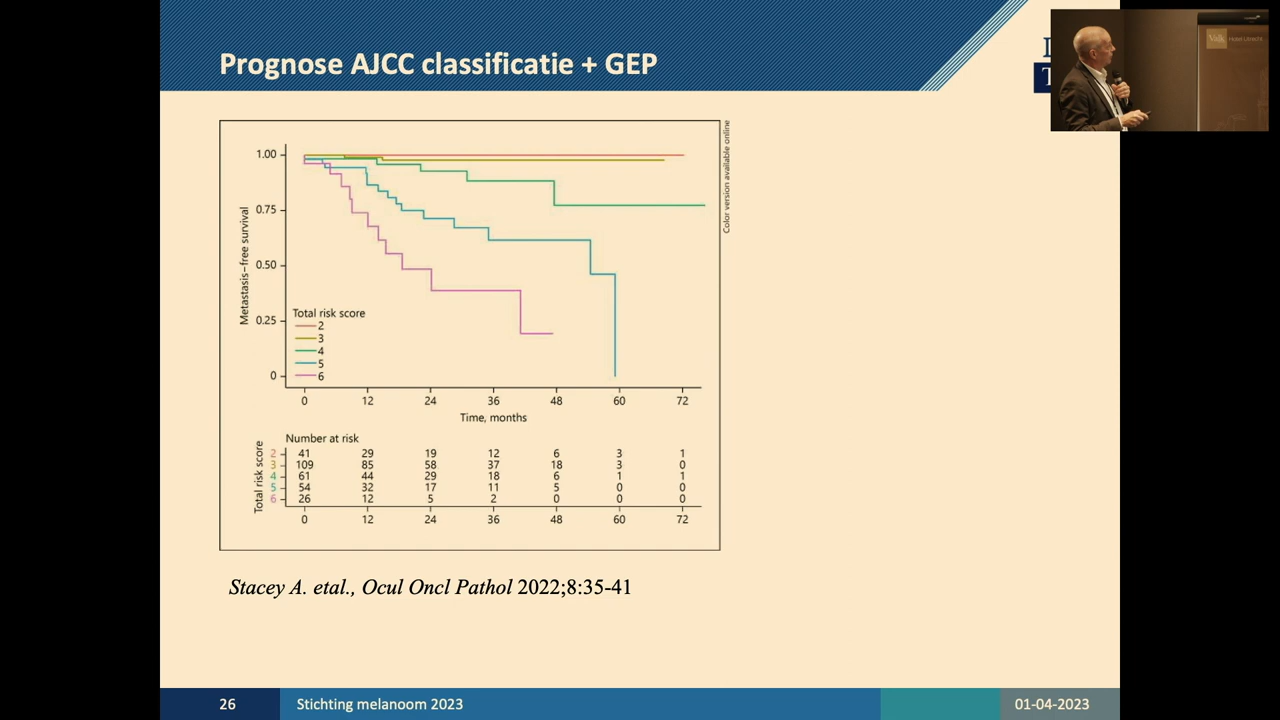 Prognose AJCC classificatie + GEP
Color version available online
Metastasis-free survival
1.00
0.75
0.50
0.25
0
Total risk score
2
3
4
5
6
0 12 24 36 48 60 72
Time, months
Number at risk
Total risk score
2 41 29 19 12 6 3 1
3 109 85 58 37 18 3 0
4 61 44 29 18 6 1 1
5 54 32 17 11 5 0 0
6 26 12 5 2 0 0 0
0 12 24 36 48 60 72
Stacey A. etal., Ocul Oncl Pathol 2022;8:35-41
26 Stichting melanoom 2023 01-04-2023
Valk Hotel Utrecht